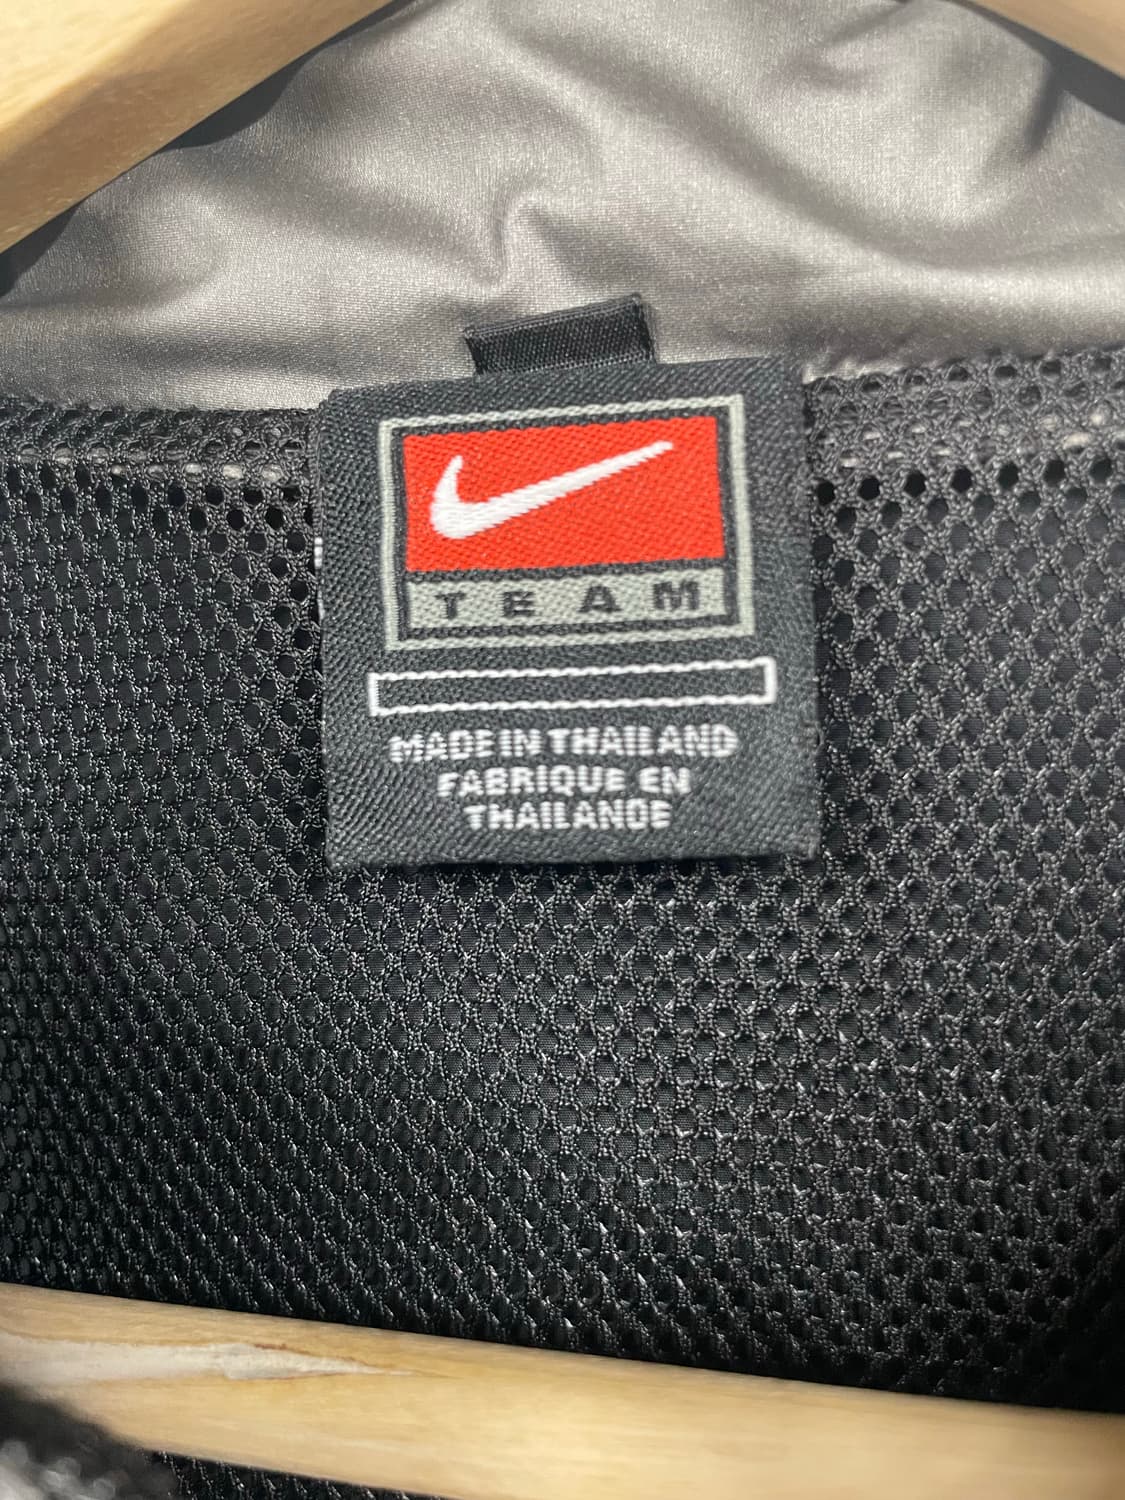 TEAM
MADE IN THAILAND
FABRIQUE EN
THAILANDE